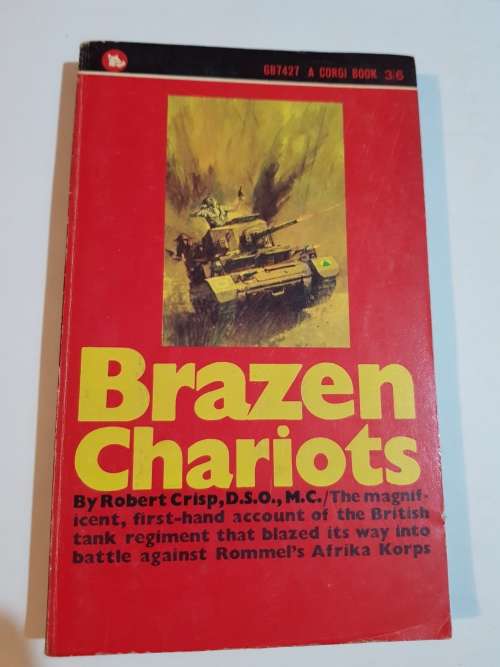 GB7427 A CORGI BOOK 3/6
Brazen
Chariots
By Robert Crisp, D.S.O., M.C./The magnif-
icent, first-hand account of the British
tank regiment that blazed its way into
battle against Rommel's Afrika Korps